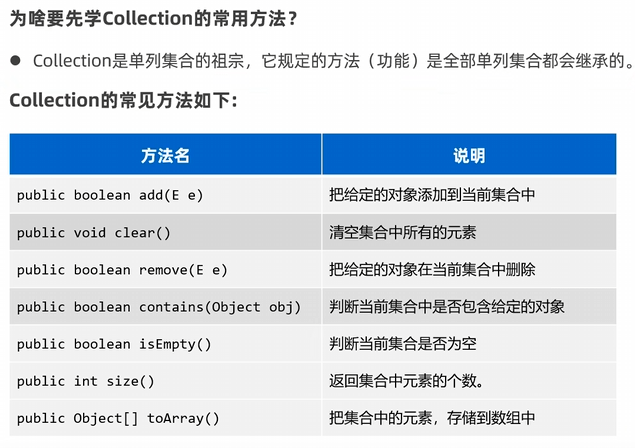 为啥要先学Collection的常用方法？
● Collection是单列集合的祖宗，它规定的方法（功能）是全部单列集合都会继承的。
Collection的常见方法如下：
方法名 说明
public boolean add(E e) 把给定的对象添加到当前集合中
public void clear() 清空集合中所有的元素
public boolean remove(E e) 把给定的对象在当前集合中删除
public boolean contains(Object obj) 判断当前集合中是否包含给定的对象
public boolean isEmpty() 判断当前集合是否为空
public int size() 返回集合中元素的个数。
public Object[] toArray() 把集合中的元素，存储到数组中